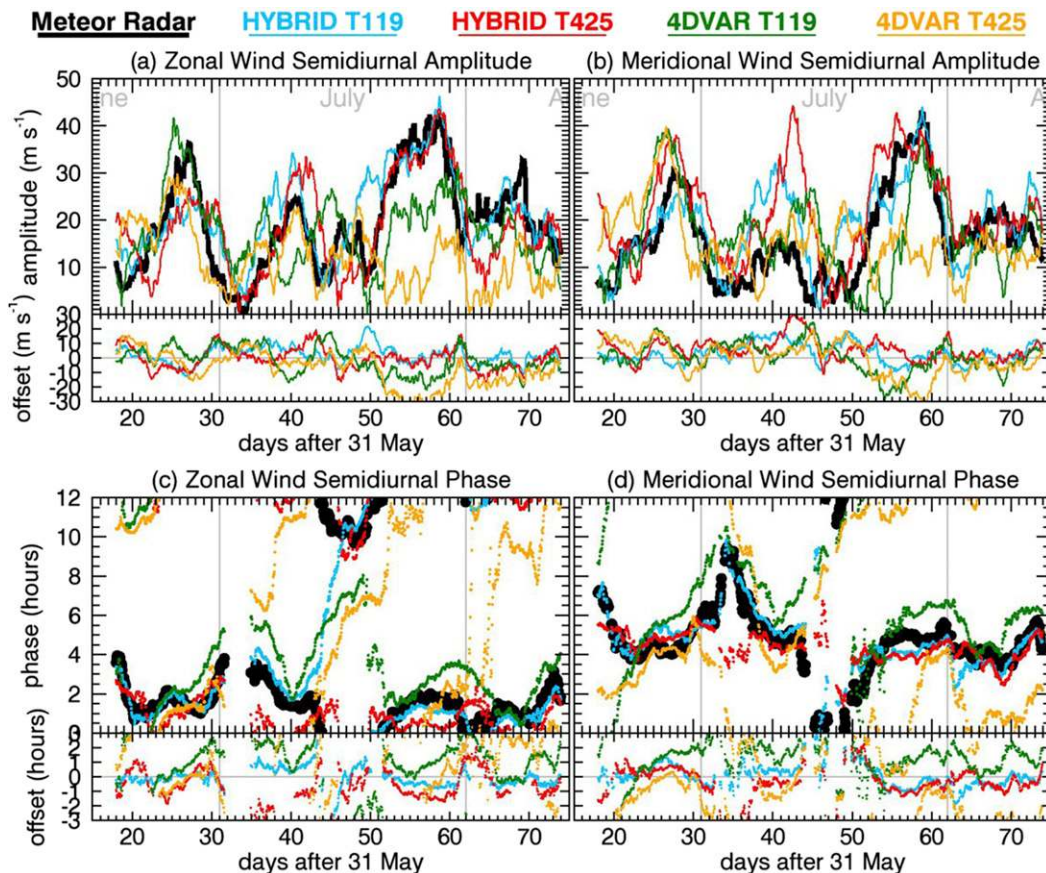 Meteor Radar HYBRID T119 HYBRID T425 4DVAR T119 4DVAR T425
(a) Zonal Wind Semidiurnal Amplitude (b) Meridional Wind Semidiurnal Amplitude
ne July A ne July A
amplitude (m s⁻¹)
50
40
30
20
10
30
offset (m s⁻¹)
20
10
0
-10
-20
-30
20 30 40 50 60 70 20 30 40 50 60 70
days after 31 May days after 31 May
(c) Zonal Wind Semidiurnal Phase (d) Meridional Wind Semidiurnal Phase
phase (hours)
12
10
8
6
4
2
0
offset (hours)
2
1
0
-1
-3
20 30 40 50 60 70 20 30 40 50 60 70
days after 31 May days after 31 May